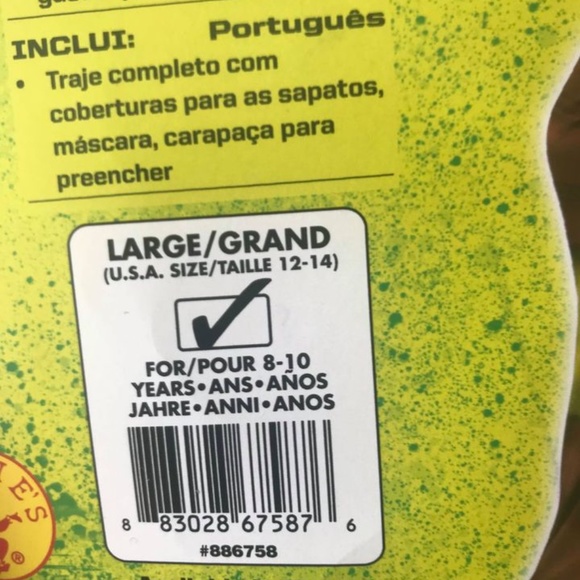 INCLUI: Português
• Traje completo com
coberturas para as sapatos,
máscara, carapaça para
preencher
LARGE/GRAND
(U.S.A. SIZE/TAILLE 12-14)
FOR/POUR 8-10
YEARS•ANS•AÑOS
JAHRE•ANNI•ANOS
8 83028 67587 6
#886758
E'S
®